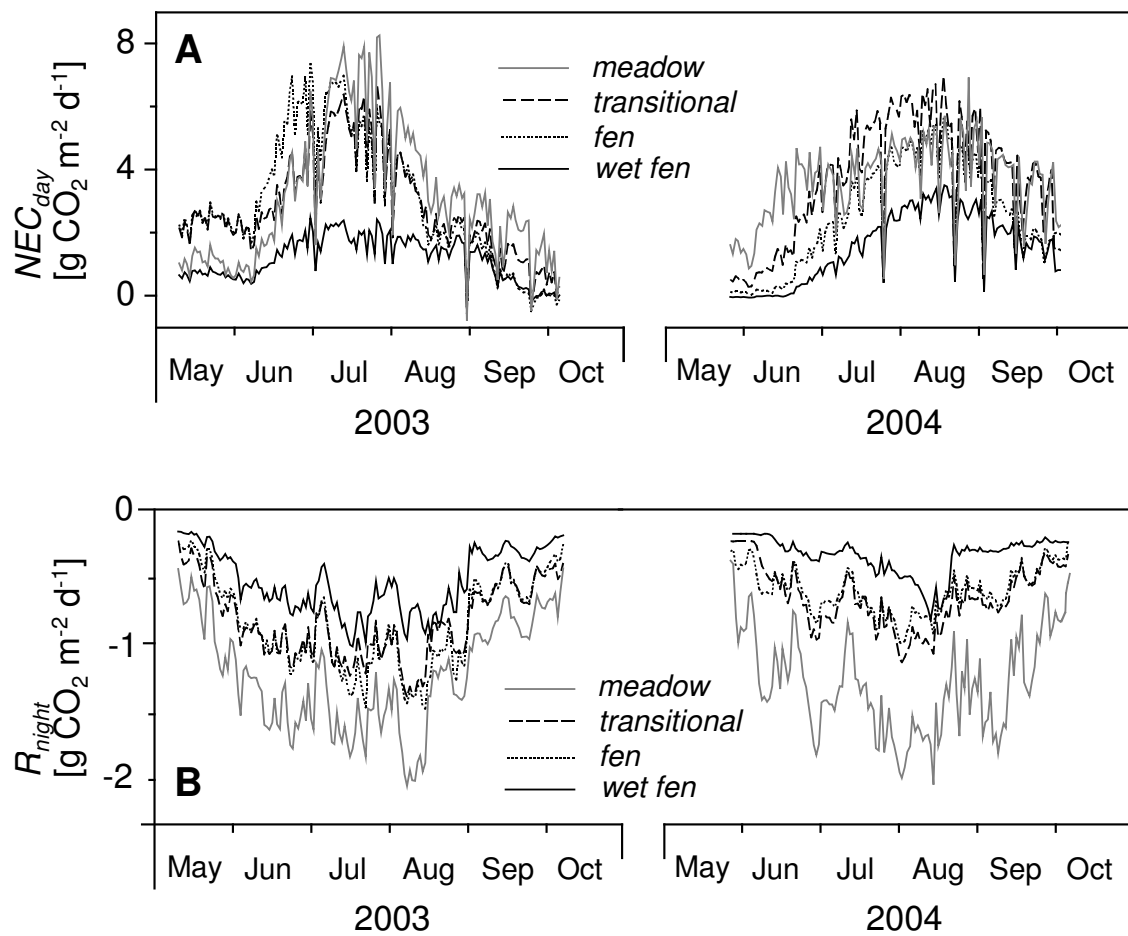 A
8
4
0
NEC_day
[g CO₂ m⁻² d⁻¹]
meadow
transitional
fen
wet fen
May Jun Jul Aug Sep Oct May Jun Jul Aug Sep Oct
2003 2004
0
-1
-2
R_night
[g CO₂ m⁻² d⁻¹]
meadow
transitional
fen
wet fen
B
May Jun Jul Aug Sep Oct May Jun Jul Aug Sep Oct
2003 2004